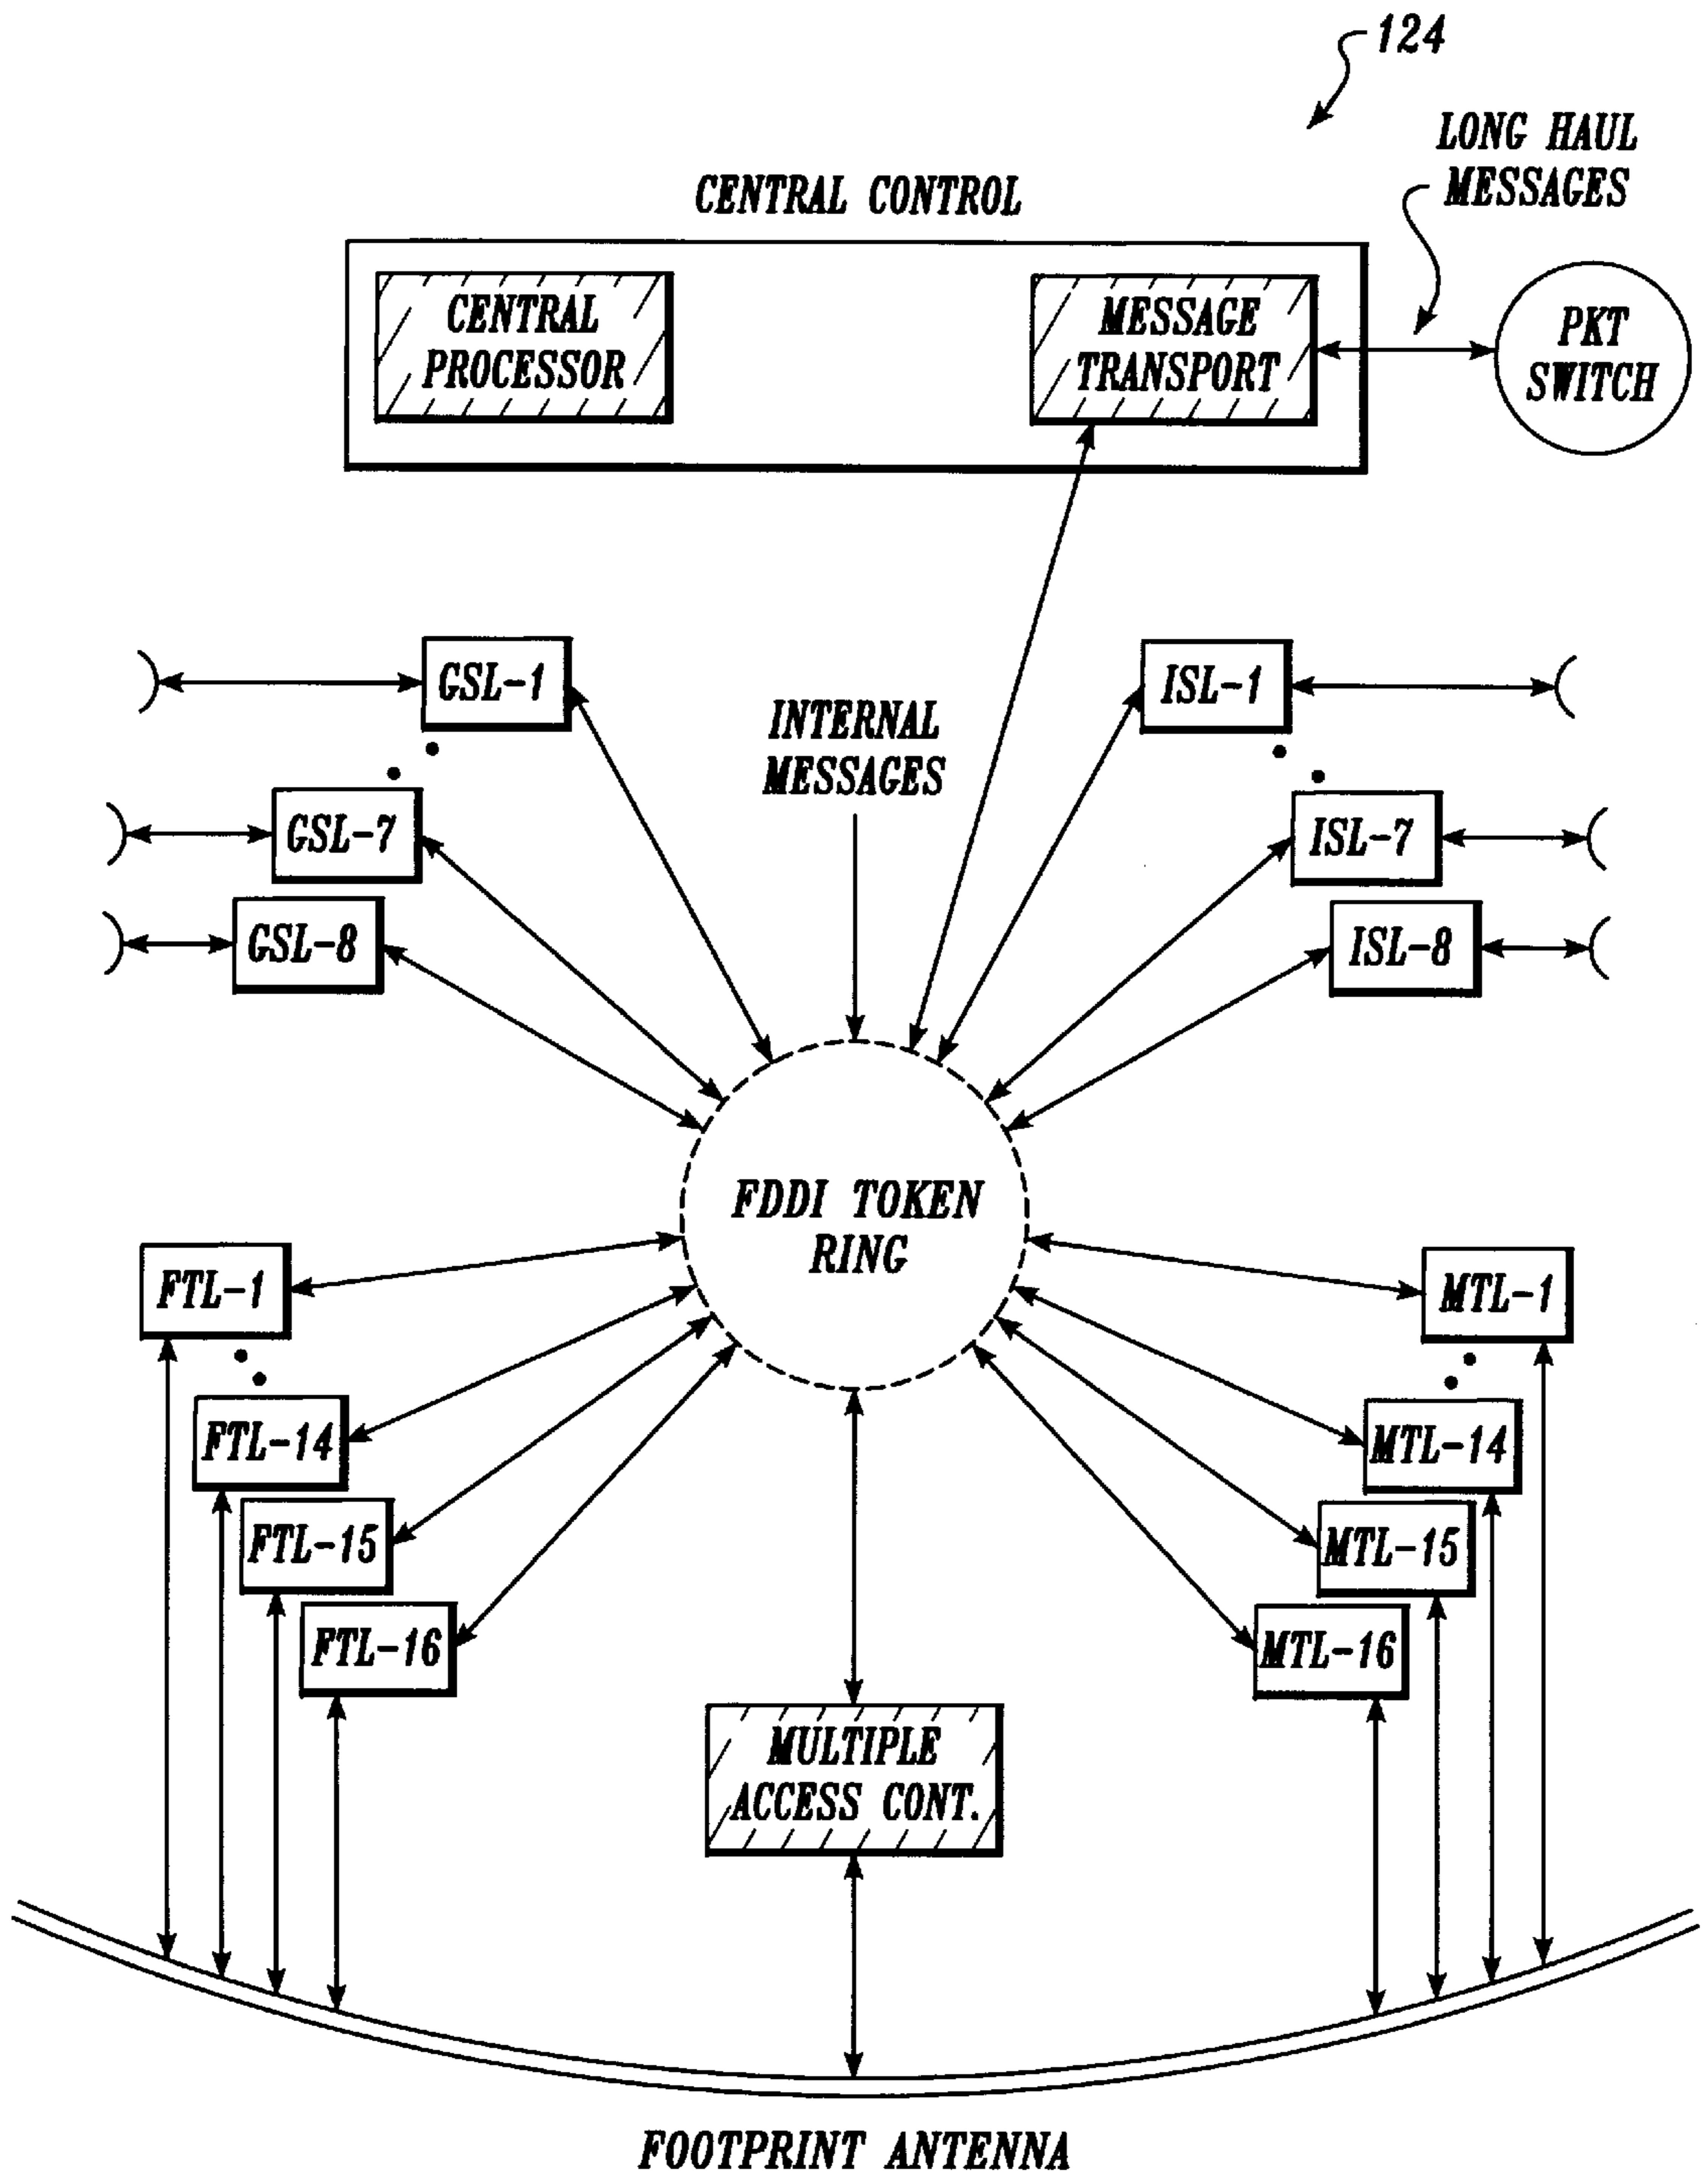 124
LONG HAUL
MESSAGES
CENTRAL CONTROL
CENTRAL
PROCESSOR
MESSAGE
TRANSPORT
PKT
SWITCH
GSL-1
ISL-1
INTERNAL
MESSAGES
GSL-7
ISL-7
GSL-8
ISL-8
FDDI TOKEN
RING
FTL-1
MTL-1
FTL-14
MTL-14
FTL-15
MTL-15
FTL-16
MTL-16
MULTIPLE
ACCESS CONT.
FOOTPRINT ANTENNA